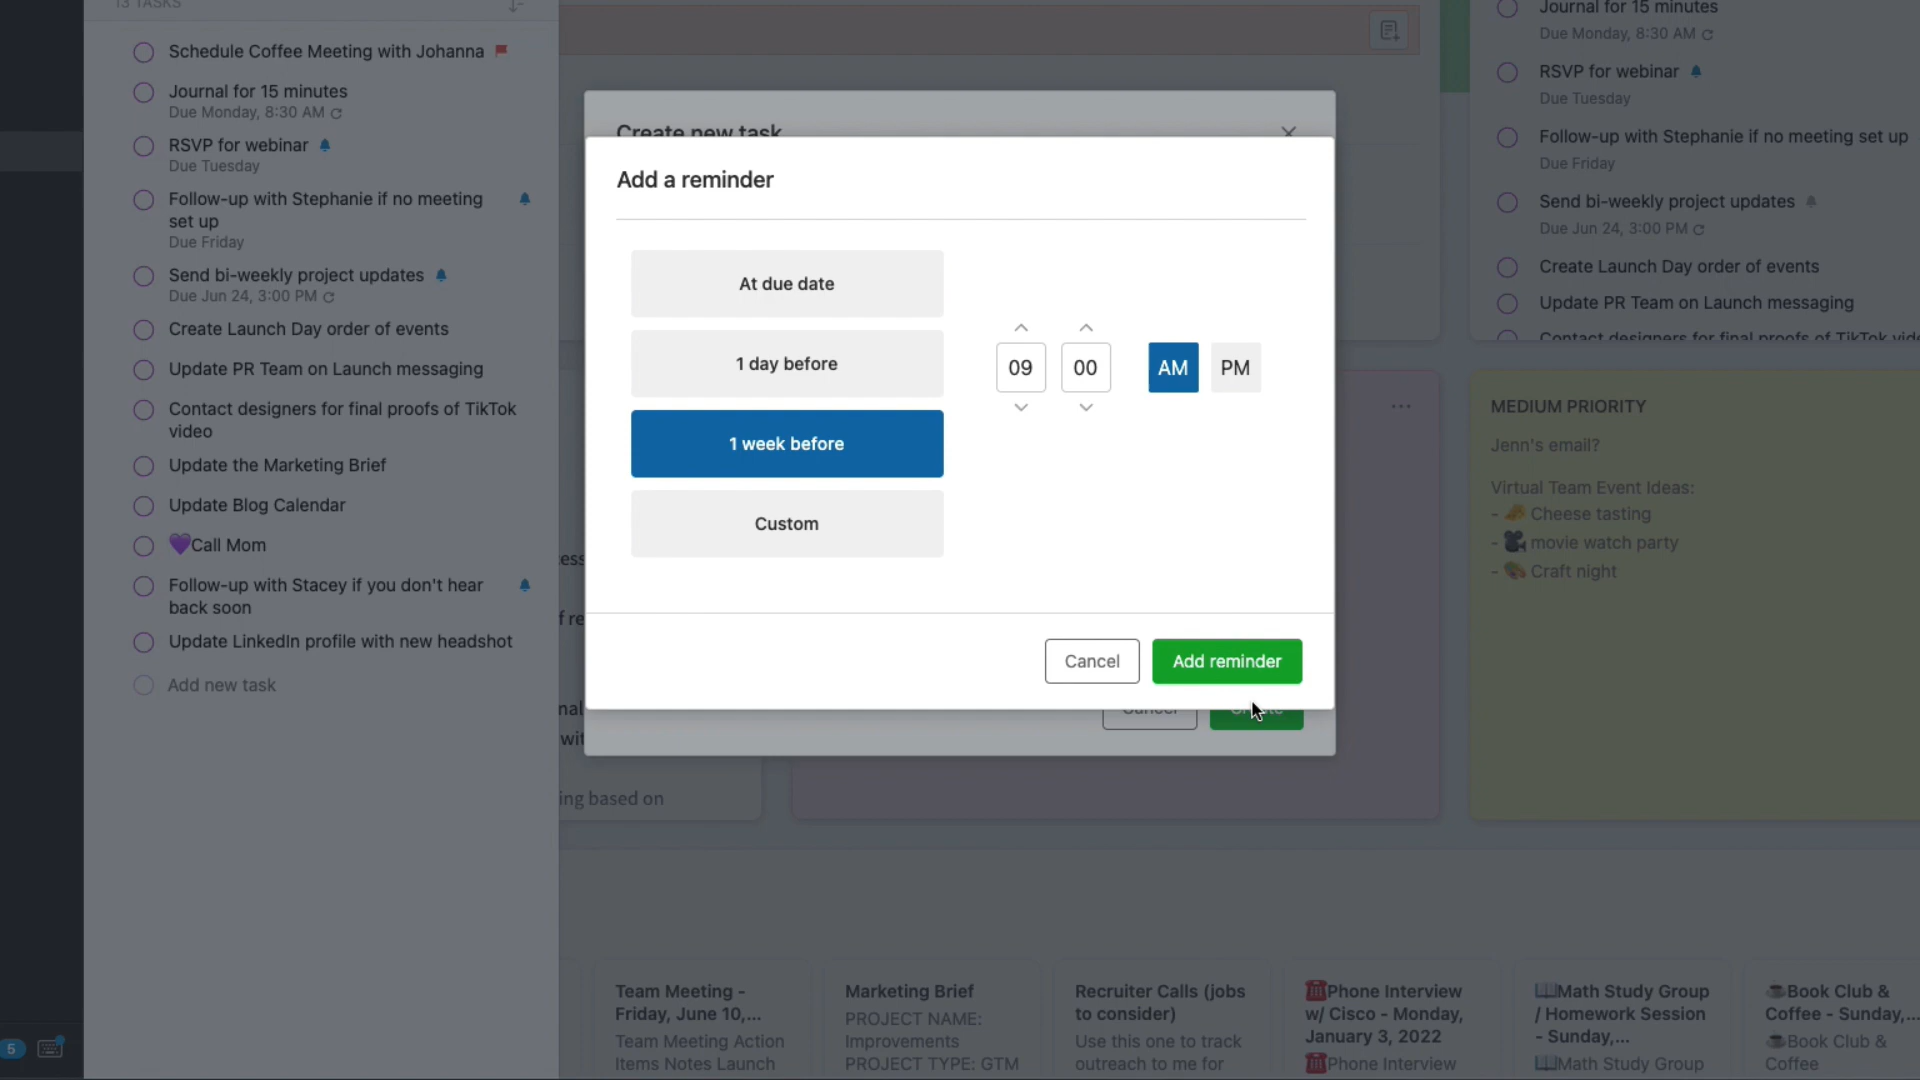 13 TASKS
Schedule Coffee Meeting with Johanna
Journal for 15 minutes
Due Monday, 8:30 AM
RSVP for webinar
Due Tuesday
Follow-up with Stephanie if no meeting
set up
Due Friday
Send bi-weekly project updates
Due Jun 24, 3:00 PM
Create Launch Day order of events
Update PR Team on Launch messaging
Contact designers for final proofs of TikTok
video
Update the Marketing Brief
Update Blog Calendar
💜Call Mom
Follow-up with Stacey if you don't hear
back soon
Update LinkedIn profile with new headshot
Add new task
5
Create new task
Add a reminder
At due date
1 day before
1 week before
Custom
09
00
AM
PM
Cancel
Add reminder
Cancel
ing based on
Journal for 15 minutes
Due Monday, 8:30 AM
RSVP for webinar
Due Tuesday
Follow-up with Stephanie if no meeting set up
Due Friday
Send bi-weekly project updates
Due Jun 24, 3:00 PM
Create Launch Day order of events
Update PR Team on Launch messaging
Contact designers for final proofs of TikTok
MEDIUM PRIORITY
Jenn's email?
Virtual Team Event Ideas:
- 🧀 Cheese tasting
- 🎥 movie watch party
- 🎨 Craft night
Team Meeting -
Friday, June 10,...
Team Meeting Action
Items Notes Launch
Marketing Brief
PROJECT NAME:
Improvements
PROJECT TYPE: GTM
Recruiter Calls (jobs
to consider)
Use this one to track
outreach to me for
☎️Phone Interview
w/ Cisco - Monday,
January 3, 2022
☎️Phone Interview
📖Math Study Group
/ Homework Session
- Sunday,...
📖Math Study Group
☕Book Club &
Coffee - Sunday,...
☕Book Club &
Coffee